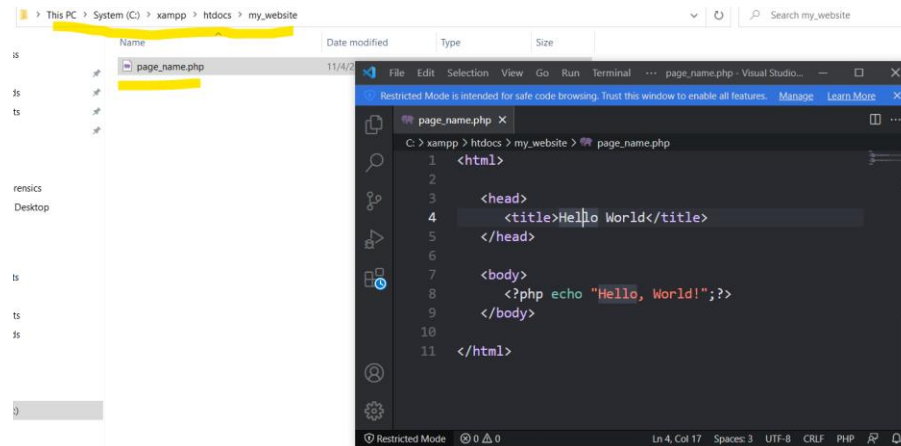 This PC > System (C:) > xampp > htdocs > my_website
Search my_website
Name Date modified Type Size
page_name.php 11/4/2
ts
rensics
Desktop
ts
ts
File Edit Selection View Go Run Terminal ··· page_name.php - Visual Studio...
Restricted Mode is intended for safe code browsing. Trust this window to enable all features. Manage Learn More
page_name.php
C: > xampp > htdocs > my_website > page_name.php
1 <html>
2
3 <head>
4 <title>Hello World</title>
5 </head>
6
7 <body>
8 <?php echo "Hello, World!";?>
9 </body>
10
11 </html>
Restricted Mode 0 0 Ln 4, Col 17 Spaces: 3 UTF-8 CRLF PHP